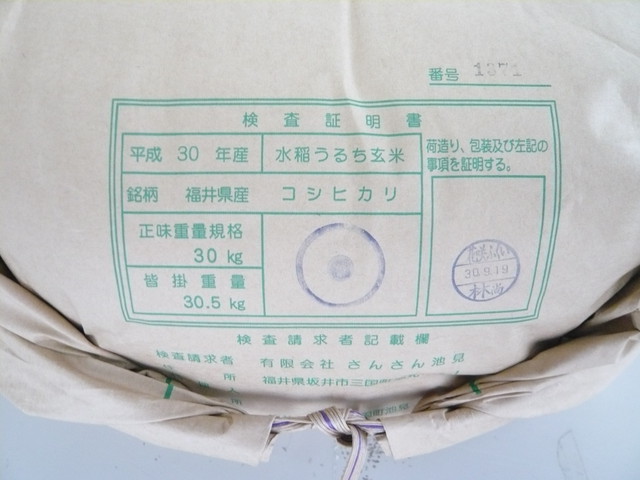 番号 1371
検査証明書
平成 30 年産 水稲うるち玄米
銘柄 福井県産 コシヒカリ
正味重量規格
30 kg
皆掛重量
30.5 kg
荷造り、包装及び左記の
事項を証明する。
30.9.19
検査請求者記載欄
検査請求者 有限会社 さんさん池見
住所 福井県坂井市三国町
町池見